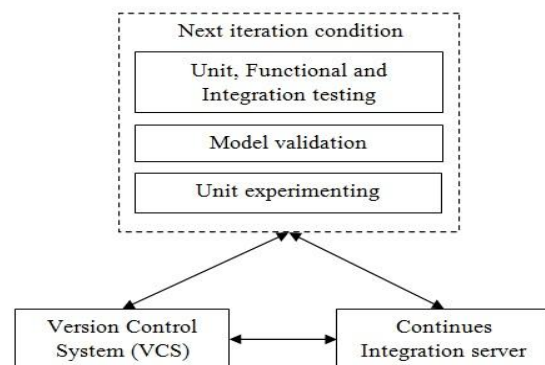 Next iteration condition
Unit, Functional and
Integration testing
Model validation
Unit experimenting
Version Control
System (VCS)
Continues
Integration server